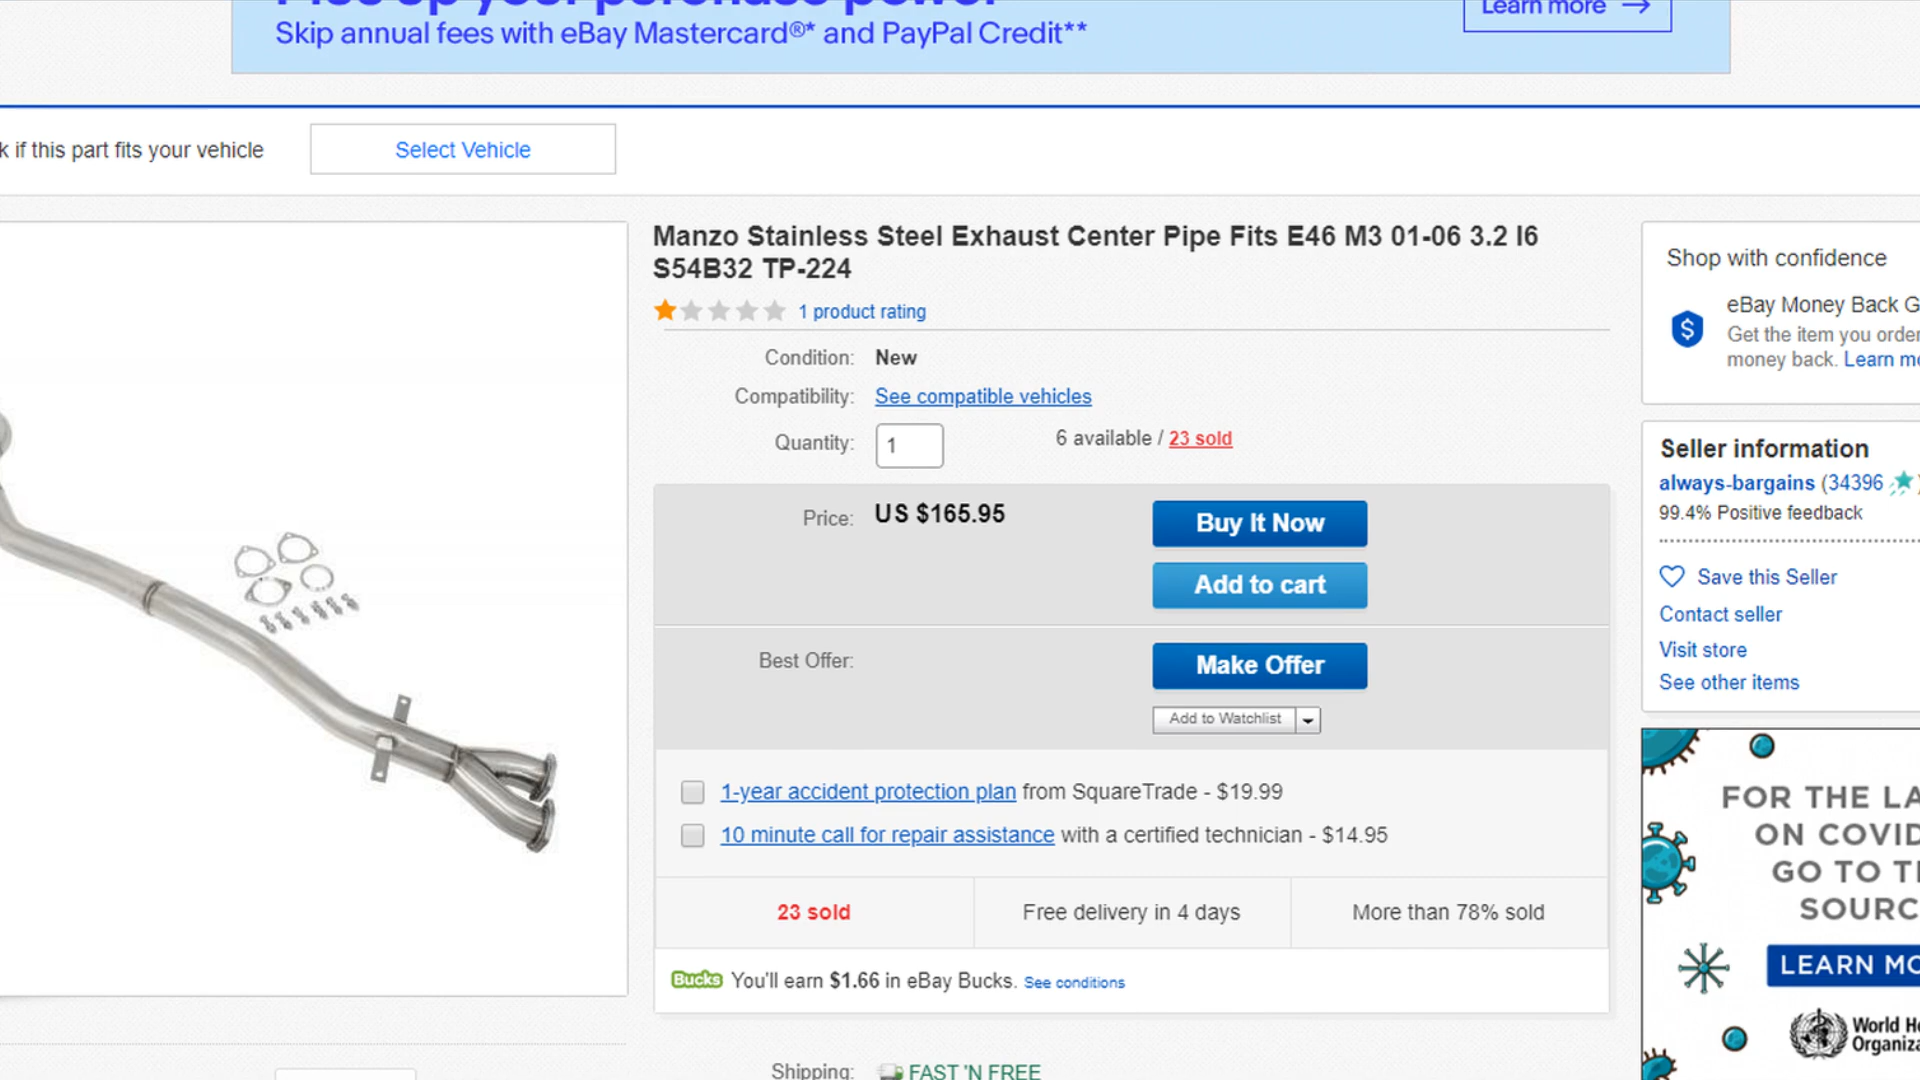 Skip annual fees with eBay Mastercard®* and PayPal Credit**
Learn more →
if this part fits your vehicle
Select Vehicle
Manzo Stainless Steel Exhaust Center Pipe Fits E46 M3 01-06 3.2 I6
S54B32 TP-224
1 product rating
Condition: New
Compatibility: See compatible vehicles
Quantity: 1
6 available / 23 sold
Price: US $165.95
Buy It Now
Add to cart
Best Offer:
Make Offer
Add to Watchlist
1-year accident protection plan from SquareTrade - $19.99
10 minute call for repair assistance with a certified technician - $14.95
23 sold
Free delivery in 4 days
More than 78% sold
Bucks You'll earn $1.66 in eBay Bucks. See conditions
Shipping: FAST 'N FREE
Shop with confidence
eBay Money Back G
Get the item you order
money back. Learn mo
Seller information
always-bargains (34396 )
99.4% Positive feedback
Save this Seller
Contact seller
Visit store
See other items
FOR THE LA
ON COVID
GO TO T
SOURC
LEARN MO
World He
Organiza